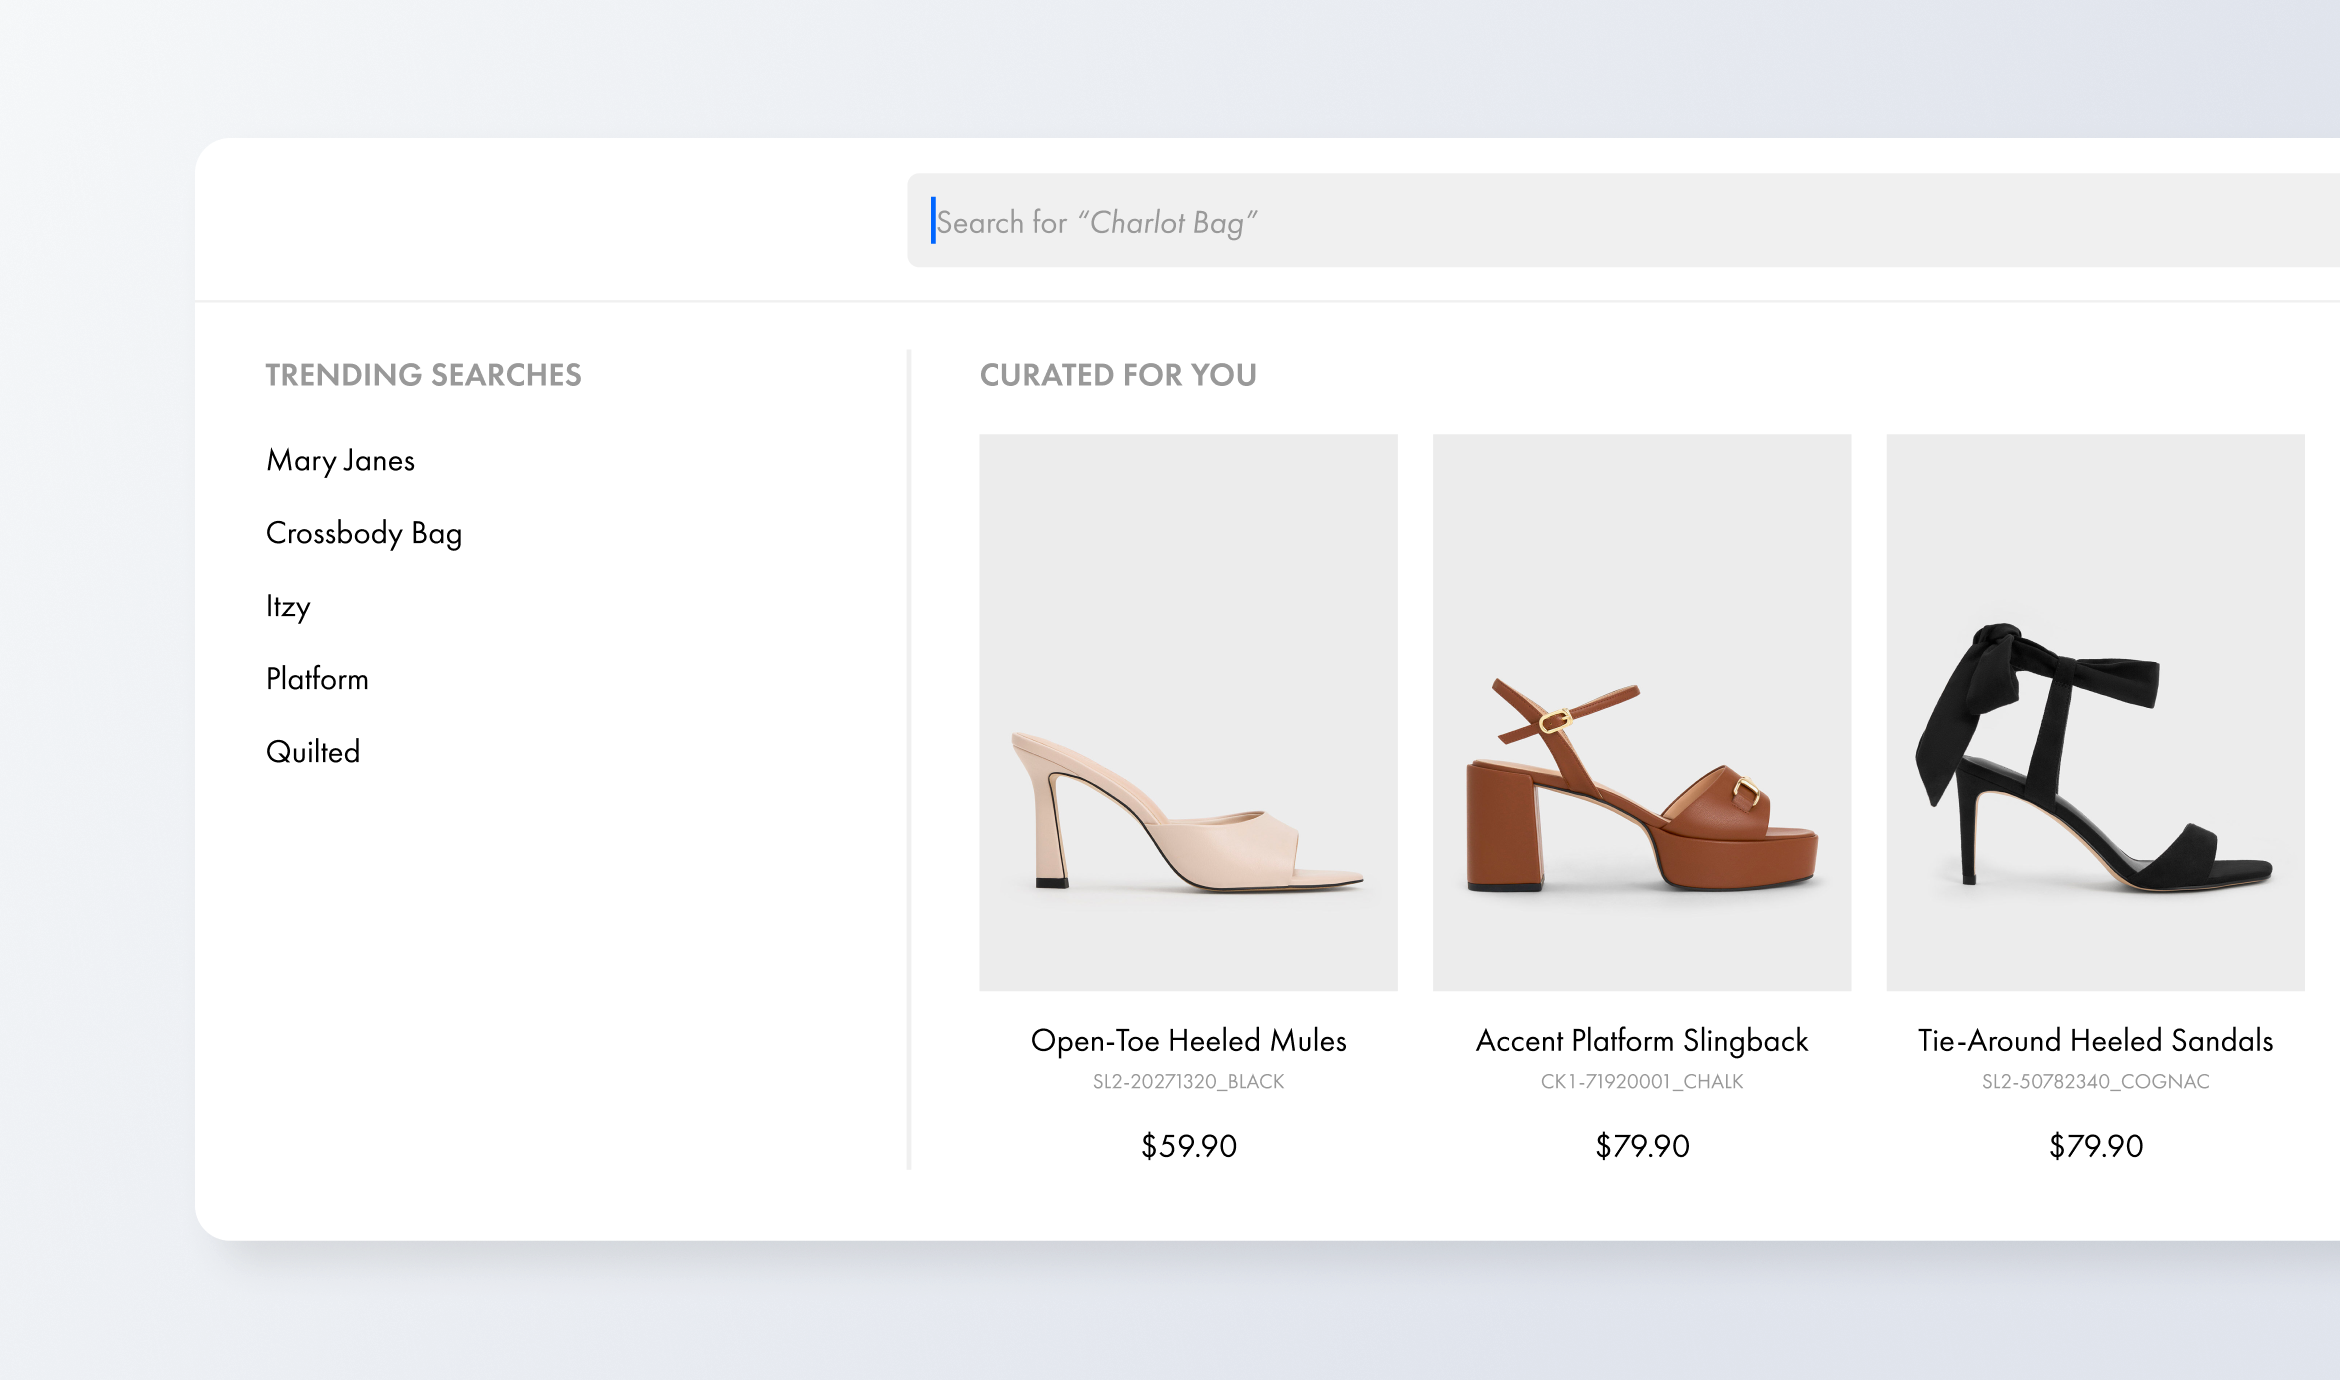 Search for “Charlot Bag”
TRENDING SEARCHES
Mary Janes
Crossbody Bag
Itzy
Platform
Quilted
CURATED FOR YOU
Open-Toe Heeled Mules
SL2-20271320_BLACK
$59.90
Accent Platform Slingback
CK1-71920001_CHALK
$79.90
Tie-Around Heeled Sandals
SL2-50782340_COGNAC
$79.90